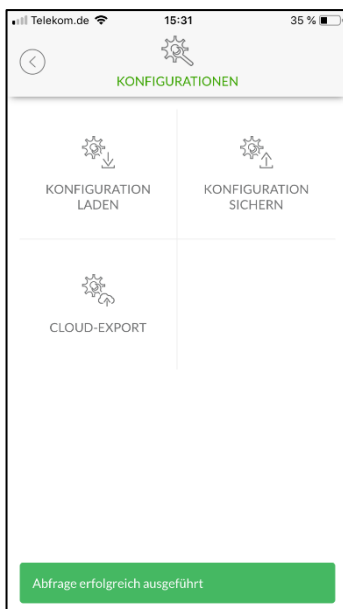 Telekom.de 15:31 35 %
KONFIGURATIONEN
KONFIGURATION
LADEN
KONFIGURATION
SICHERN
CLOUD-EXPORT
Abfrage erfolgreich ausgeführt